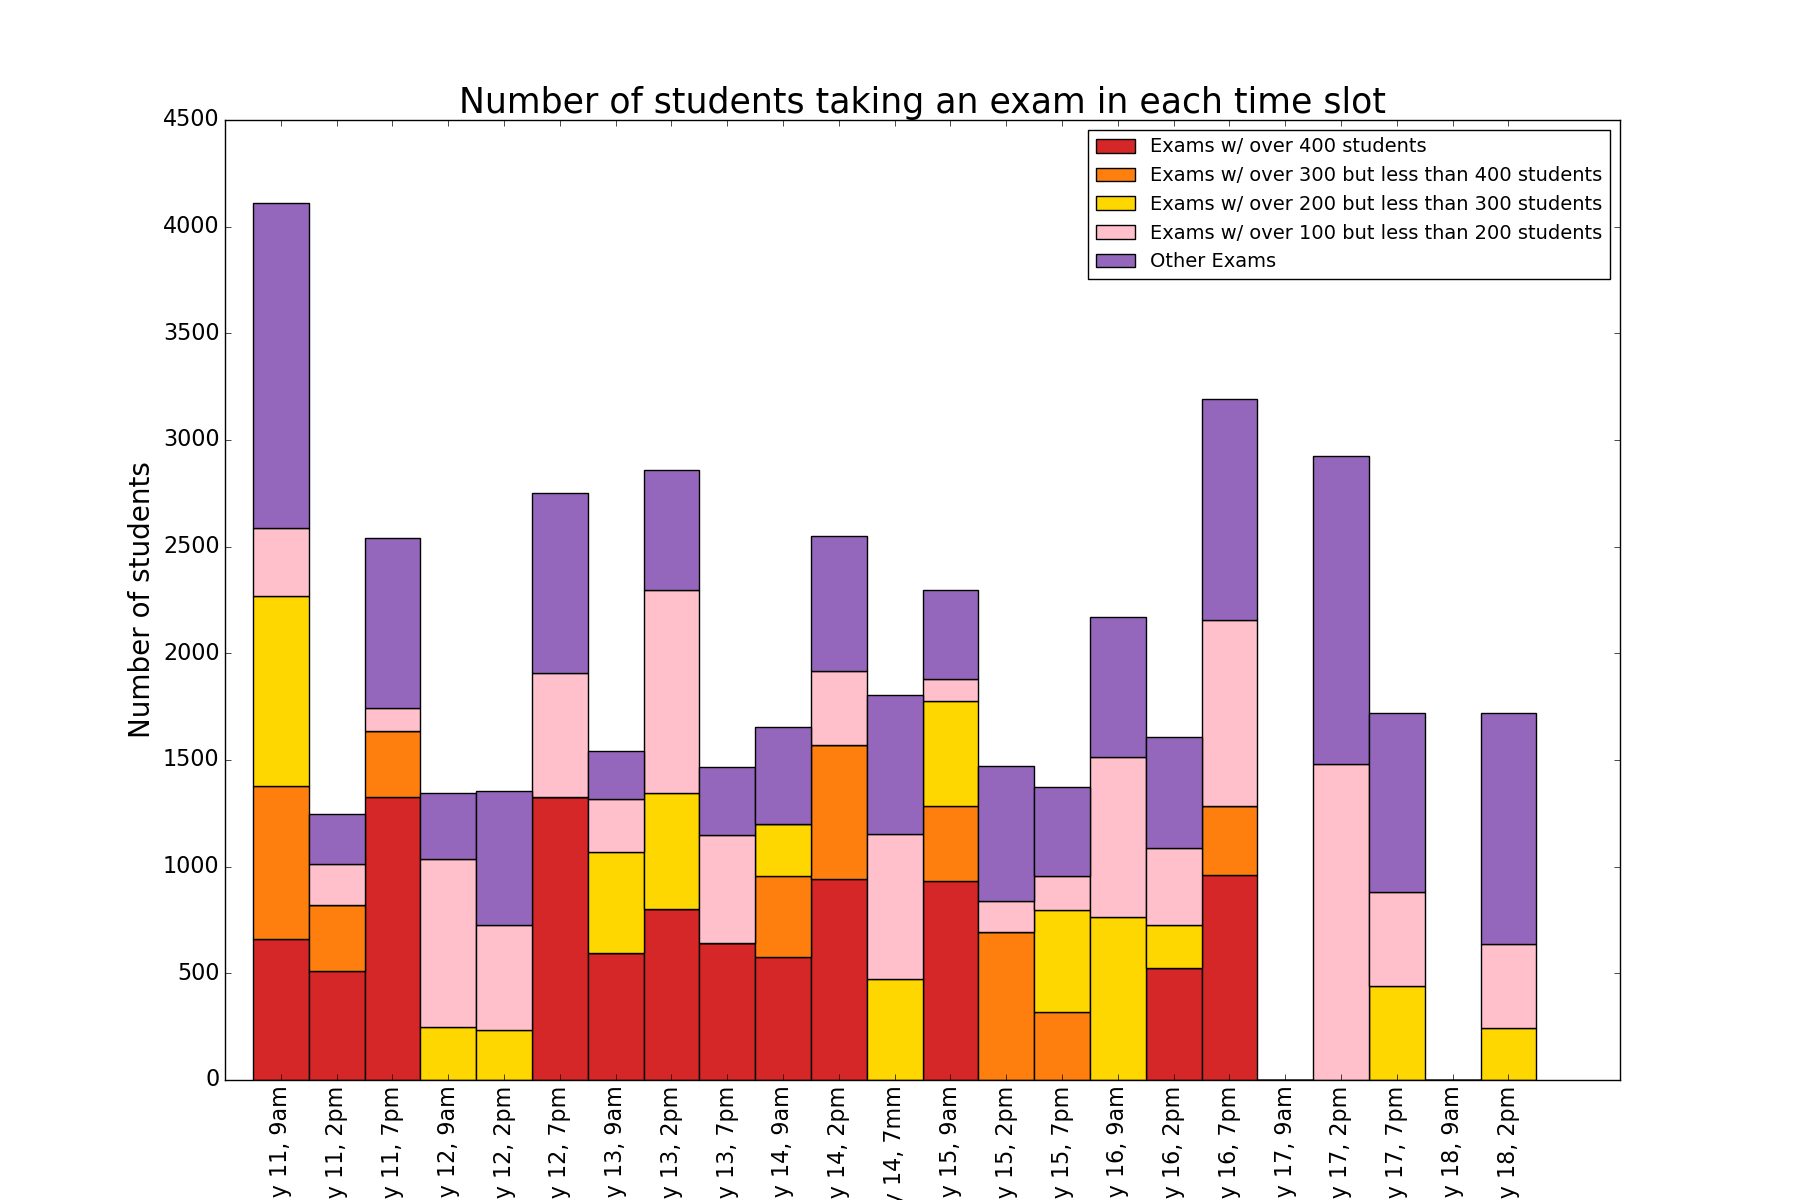 Number of students taking an exam in each time slot
4500
4000
3500
3000
2500
2000
1500
1000
500
0
Number of students
Exams w/ over 400 students
Exams w/ over 300 but less than 400 students
Exams w/ over 200 but less than 300 students
Exams w/ over 100 but less than 200 students
Other Exams
y 11, 9am
y 11, 2pm
y 11, 7pm
y 12, 9am
y 12, 2pm
y 12, 7pm
y 13, 9am
y 13, 2pm
y 13, 7pm
y 14, 9am
y 14, 2pm
y 14, 7mm
y 15, 9am
y 15, 2pm
y 15, 7pm
y 16, 9am
y 16, 2pm
y 16, 7pm
y 17, 9am
y 17, 2pm
y 17, 7pm
y 18, 9am
y 18, 2pm